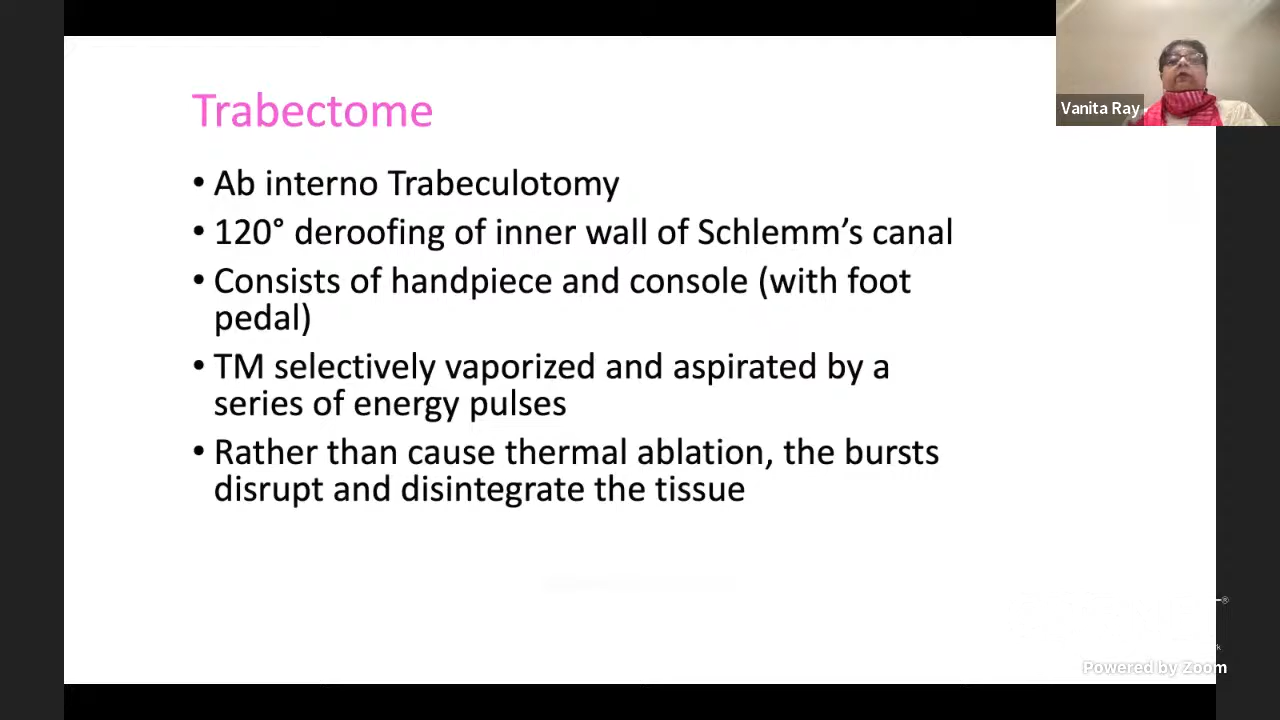 Trabectome
Vanita Ray
• Ab interno Trabeculotomy
• 120° deroofing of inner wall of Schlemm’s canal
• Consists of handpiece and console (with foot
pedal)
• TM selectively vaporized and aspirated by a
series of energy pulses
• Rather than cause thermal ablation, the bursts
disrupt and disintegrate the tissue
®
Powered by Zoom